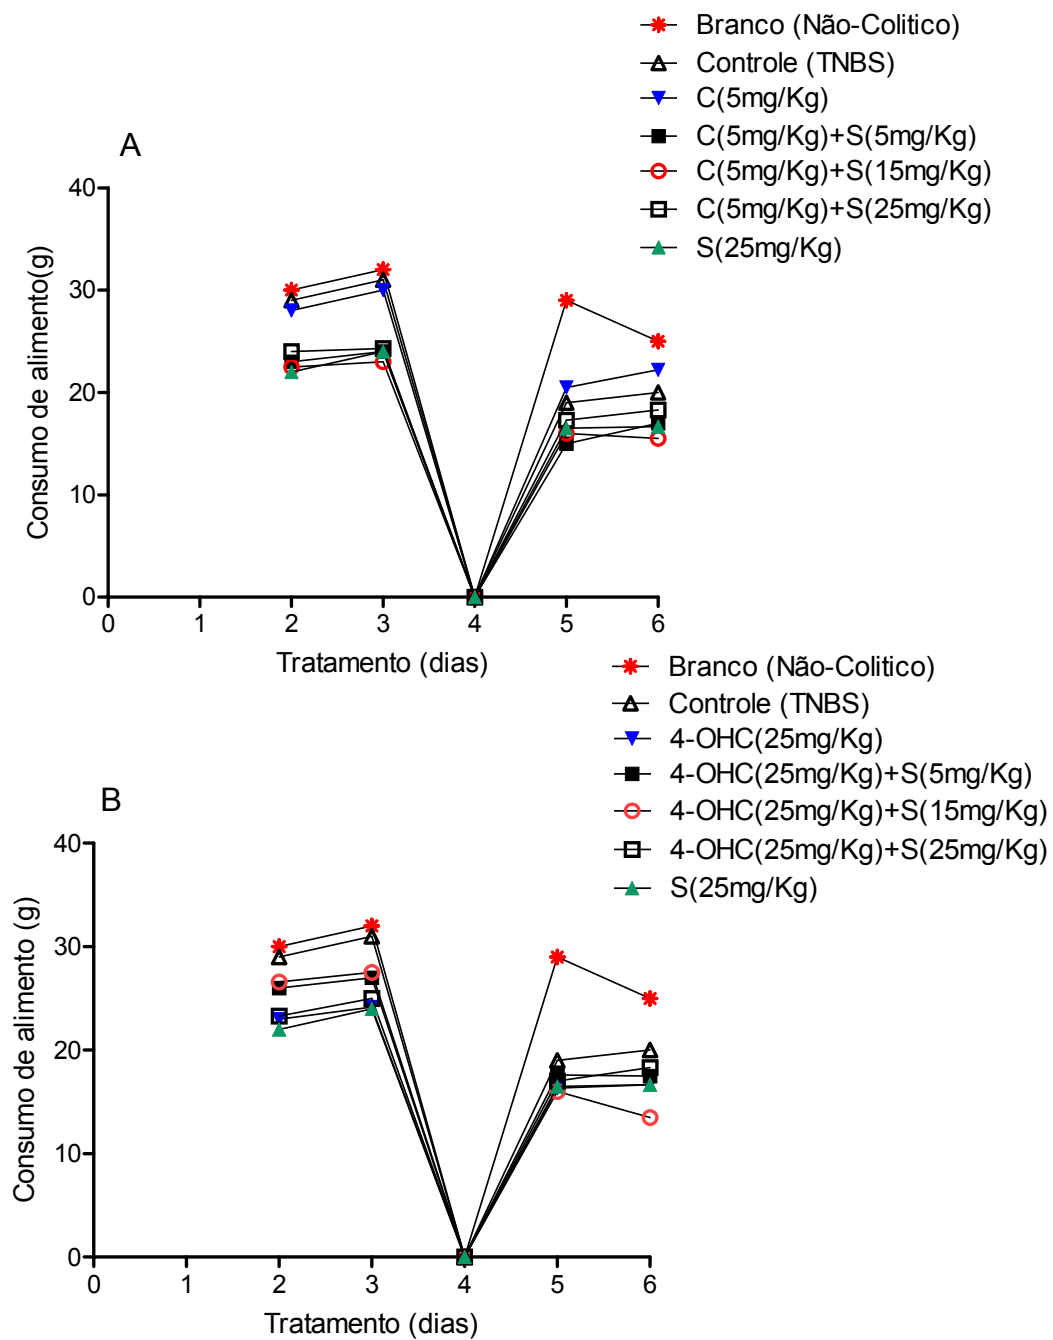 Branco (Não-Colitico)
Controle (TNBS)
C(5mg/Kg)
C(5mg/Kg)+S(5mg/Kg)
C(5mg/Kg)+S(15mg/Kg)
C(5mg/Kg)+S(25mg/Kg)
S(25mg/Kg)
A
40
30
20
10
0
Consumo de alimento(g)
0 1 2 3 4 5 6
Tratamento (dias)
Branco (Não-Colitico)
Controle (TNBS)
4-OHC(25mg/Kg)
4-OHC(25mg/Kg)+S(5mg/Kg)
4-OHC(25mg/Kg)+S(15mg/Kg)
4-OHC(25mg/Kg)+S(25mg/Kg)
S(25mg/Kg)
B
40
30
20
10
0
Consumo de alimento (g)
0 1 2 3 4 5 6
Tratamento (dias)